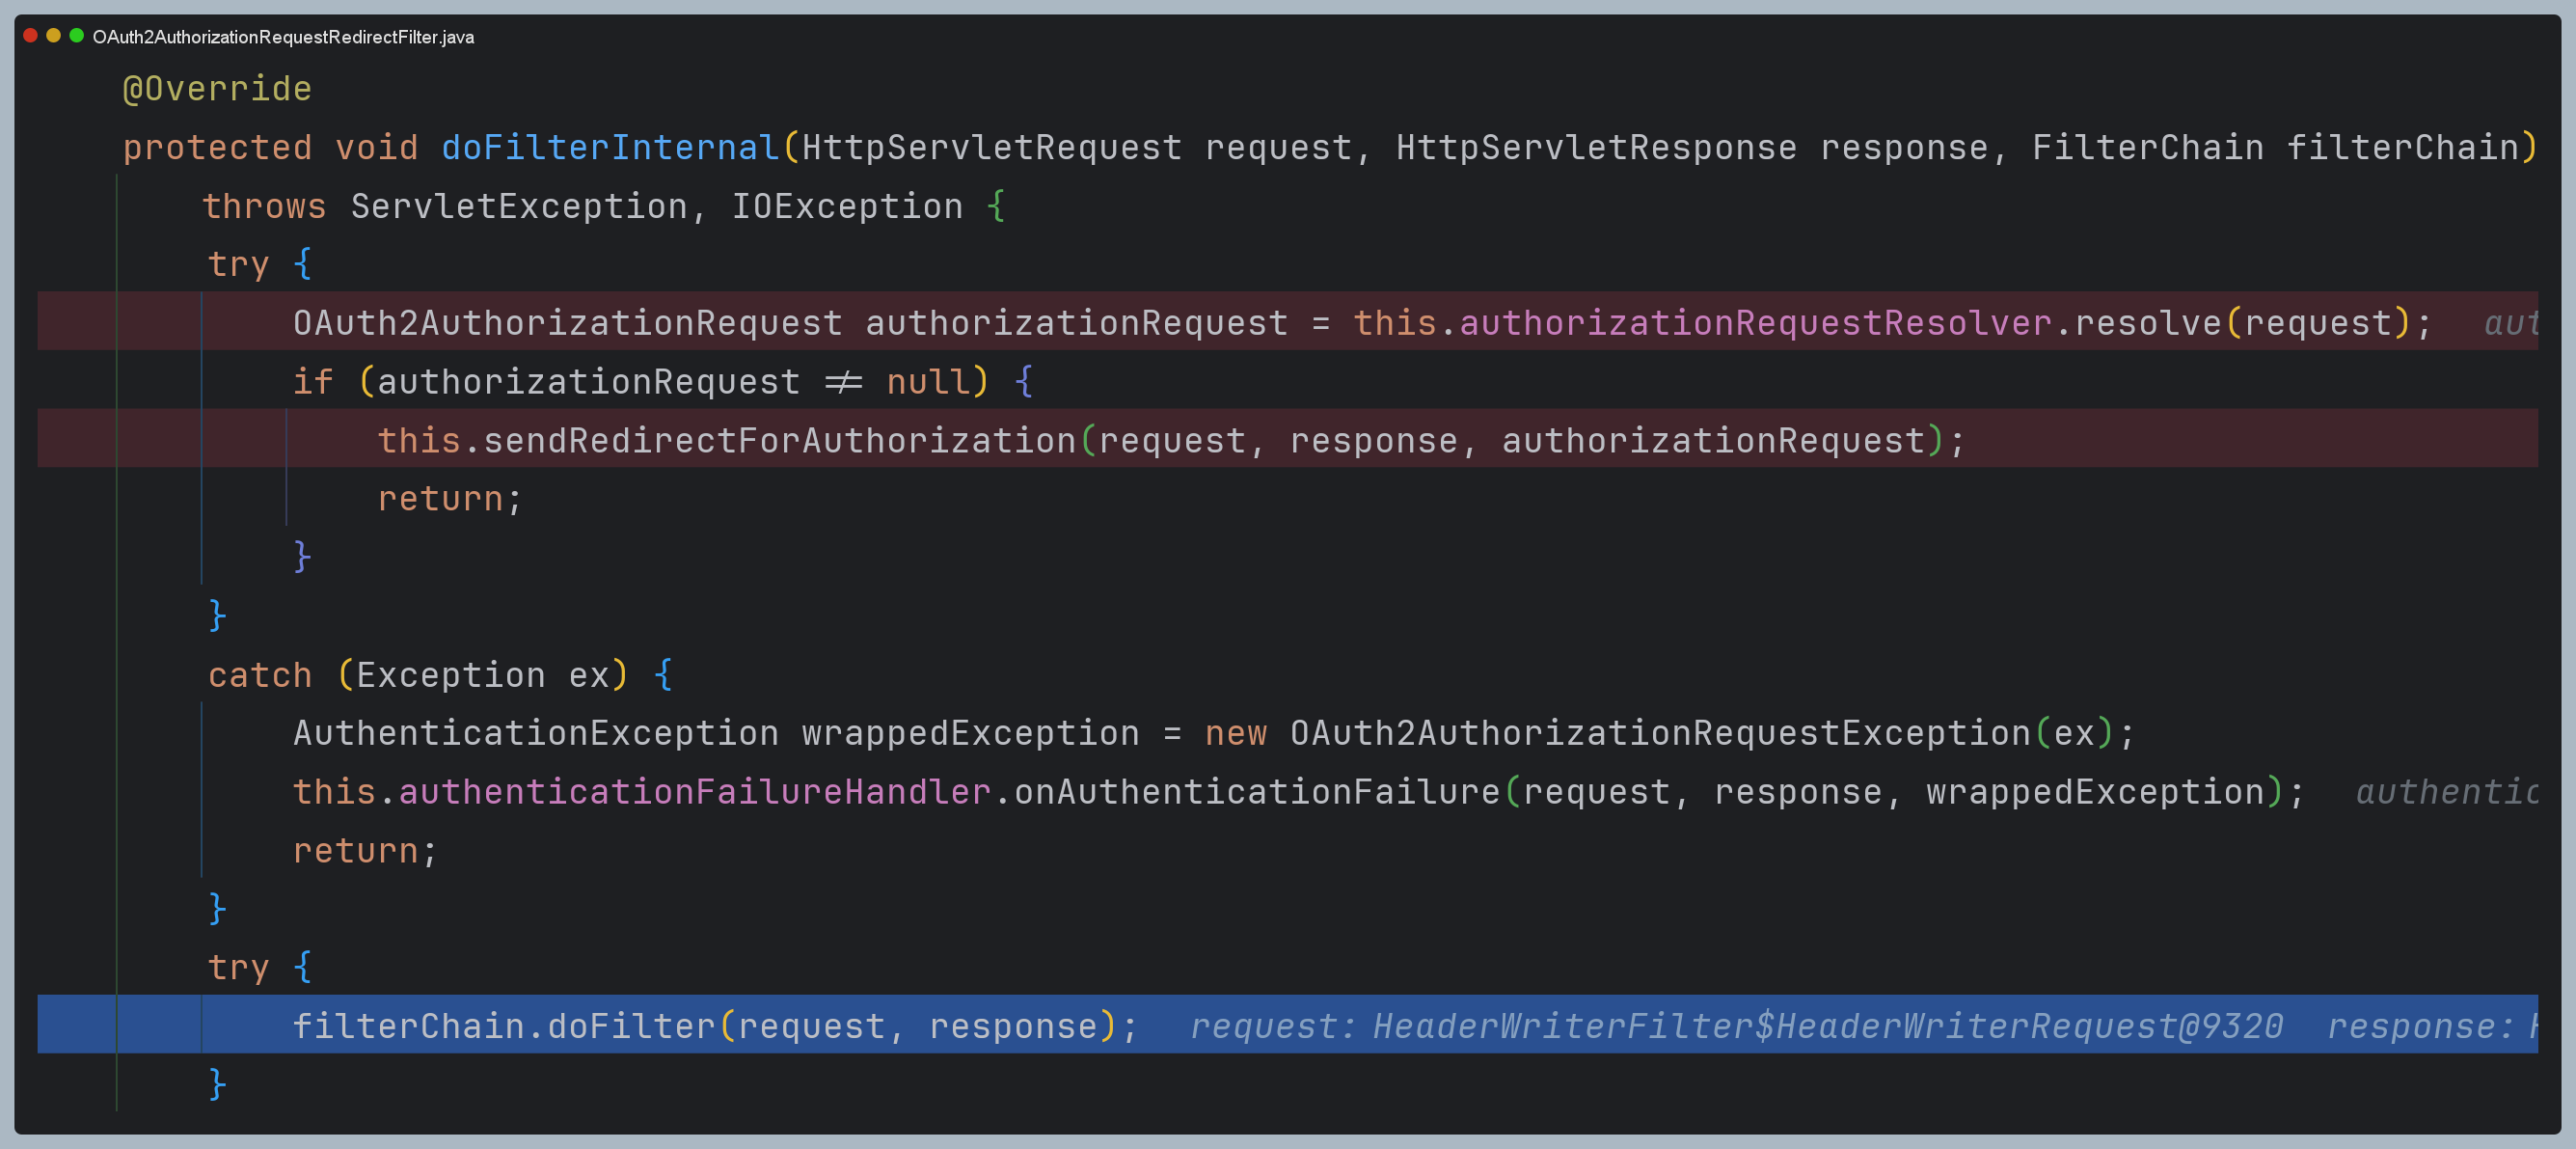 OAuth2AuthorizationRequestRedirectFilter.java
@Override
protected void doFilterInternal(HttpServletRequest request, HttpServletResponse response, FilterChain filterChain)
throws ServletException, IOException {
try {
OAuth2AuthorizationRequest authorizationRequest = this.authorizationRequestResolver.resolve(request); aut
if (authorizationRequest ≠ null) {
this.sendRedirectForAuthorization(request, response, authorizationRequest);
return;
}
}
catch (Exception ex) {
AuthenticationException wrappedException = new OAuth2AuthorizationRequestException(ex);
this.authenticationFailureHandler.onAuthenticationFailure(request, response, wrappedException); authentic
return;
}
try {
filterChain.doFilter(request, response); request: HeaderWriterFilter$HeaderWriterRequest@9320 response:
}